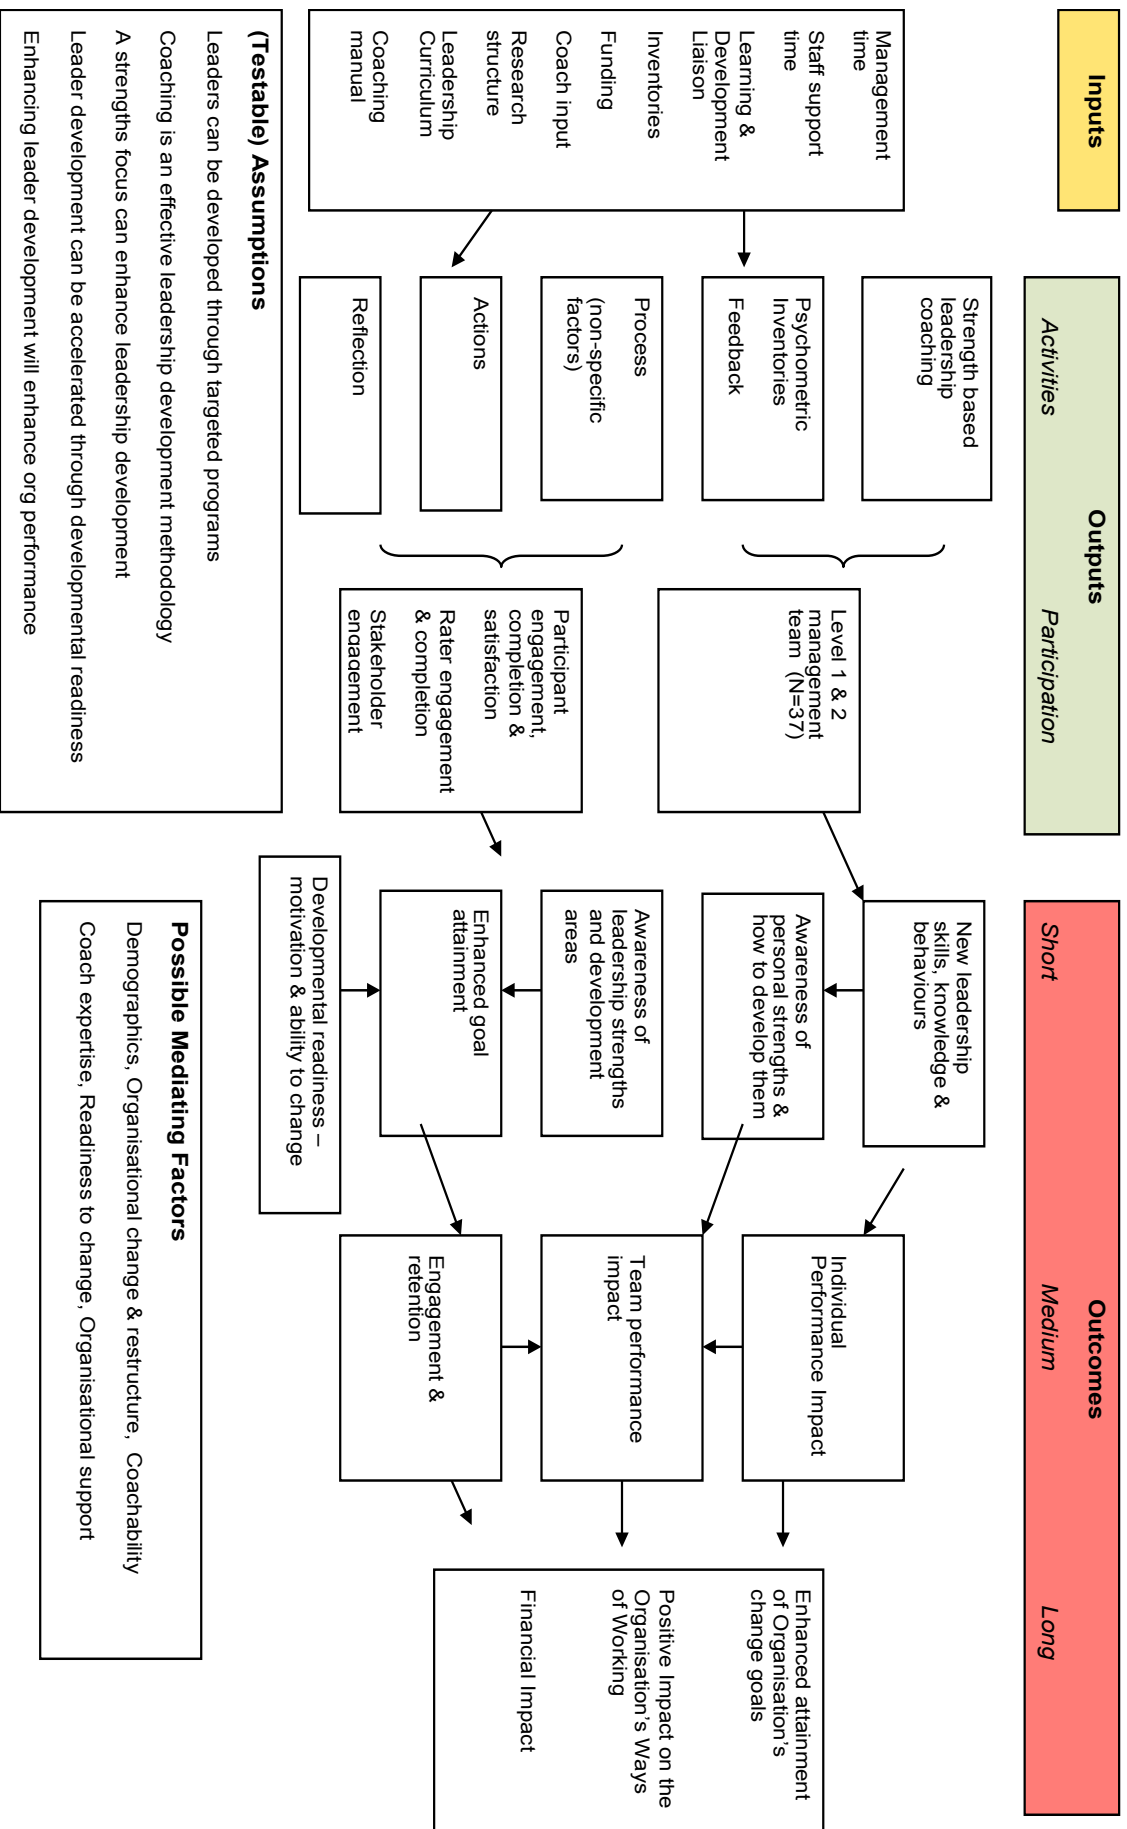 Inputs
Outputs
Outcomes
Activities
Participation
Short
Medium
Long
Management
time
Staff support
time
Learning &
Development
Liaison
Inventories
Funding
Coach input
Research
structure
Leadership
Curriculum
Coaching
manual
Strength based
leadership
coaching
Psychometric
Inventories
Feedback
Process
(non-specific
factors)
Actions
Reflection
Level 1 & 2
management
team (N=37)
Participant
engagement,
completion &
satisfaction
Rater engagement
& completion
Stakeholder
engagement
New leadership
skills, knowledge &
behaviours
Awareness of
personal strengths &
how to develop them
Awareness of
leadership strengths
and development
areas
Enhanced goal
attainment
Developmental readiness –
motivation & ability to change
Individual
Performance Impact
Team performance
impact
Engagement &
retention
Enhanced attainment
of Organisation's
change goals
Positive Impact on the
Organisation's Ways
of Working
Financial Impact
(Testable) Assumptions
Leaders can be developed through targeted programs
Coaching is an effective leadership development methodology
A strengths focus can enhance leadership development
Leader development can be accelerated through developmental readiness
Enhancing leader development will enhance org performance
Possible Mediating Factors
Demographics, Organisational change & restructure, Coachability
Coach expertise, Readiness to change, Organisational support